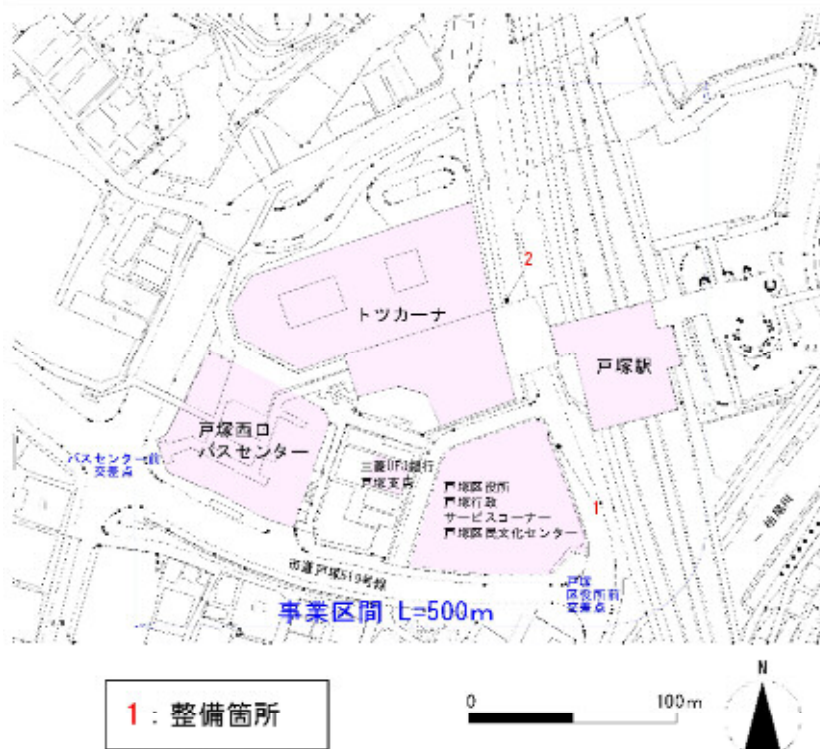 2
トツカーナ
戸塚駅
戸塚西口
バスセンター
バスセンター前
交差点
三菱UFJ銀行
戸塚支店
戸塚区役所
戸塚行政
サービスコーナー
戸塚区民文化センター
1
市道戸塚519号線
戸塚
区役所前
交差点
事業区間 L=500m
1：整備箇所
0 100m
N